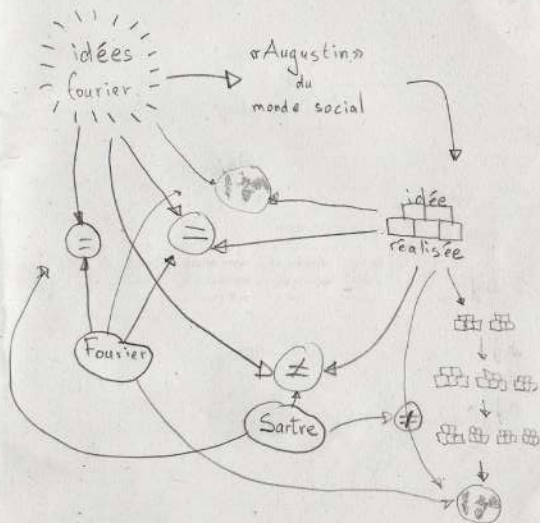 idées
fourier
«Augustin»
du
monde social
idée
réalisée
=
=
Fourier
≠
Sartre
≠